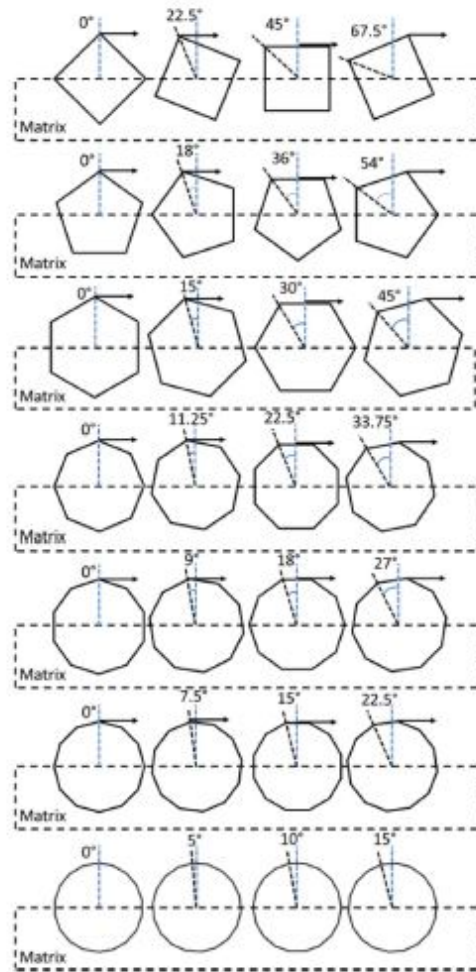 0° 22.5° 45° 67.5°
Matrix
0° 18° 36° 54°
Matrix
0° 15° 30° 45°
Matrix
0° 11.25° 22.5° 33.75°
Matrix
0° 9° 18° 27°
Matrix
0° 7.5° 15° 22.5°
Matrix
0° 5° 10° 15°
Matrix